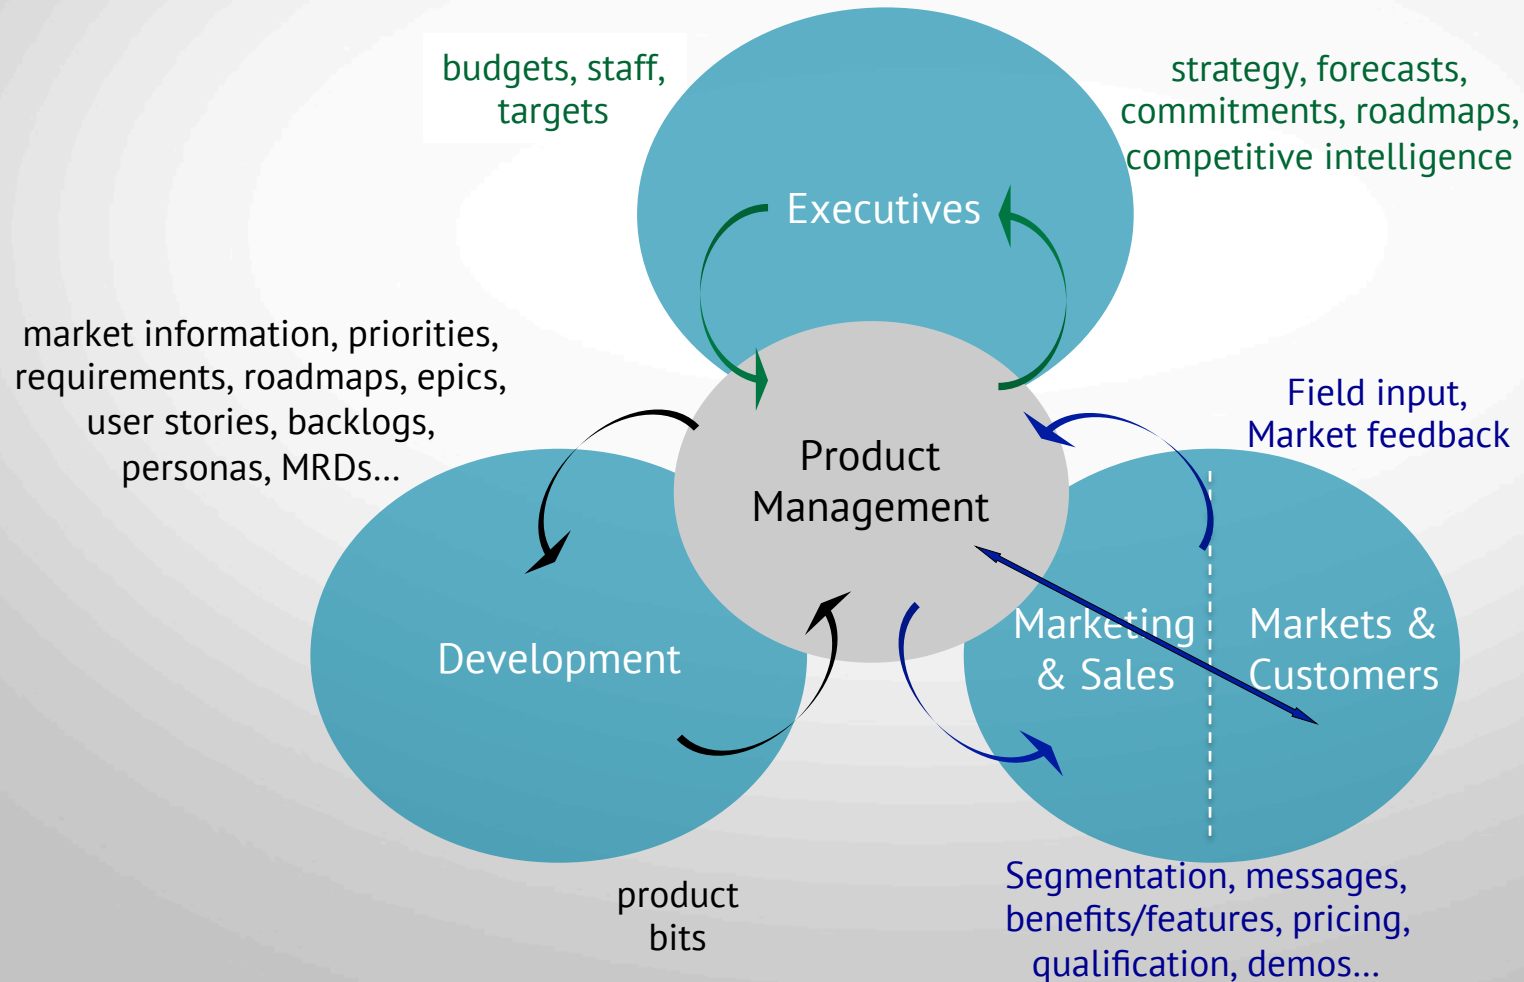 budgets, staff,
targets
strategy, forecasts,
commitments, roadmaps,
competitive intelligence
Executives
market information, priorities,
requirements, roadmaps, epics,
user stories, backlogs,
personas, MRDs...
Field input,
Market feedback
Product
Management
Development
Marketing
& Sales
Markets &
Customers
product
bits
Segmentation, messages,
benefits/features, pricing,
qualification, demos...